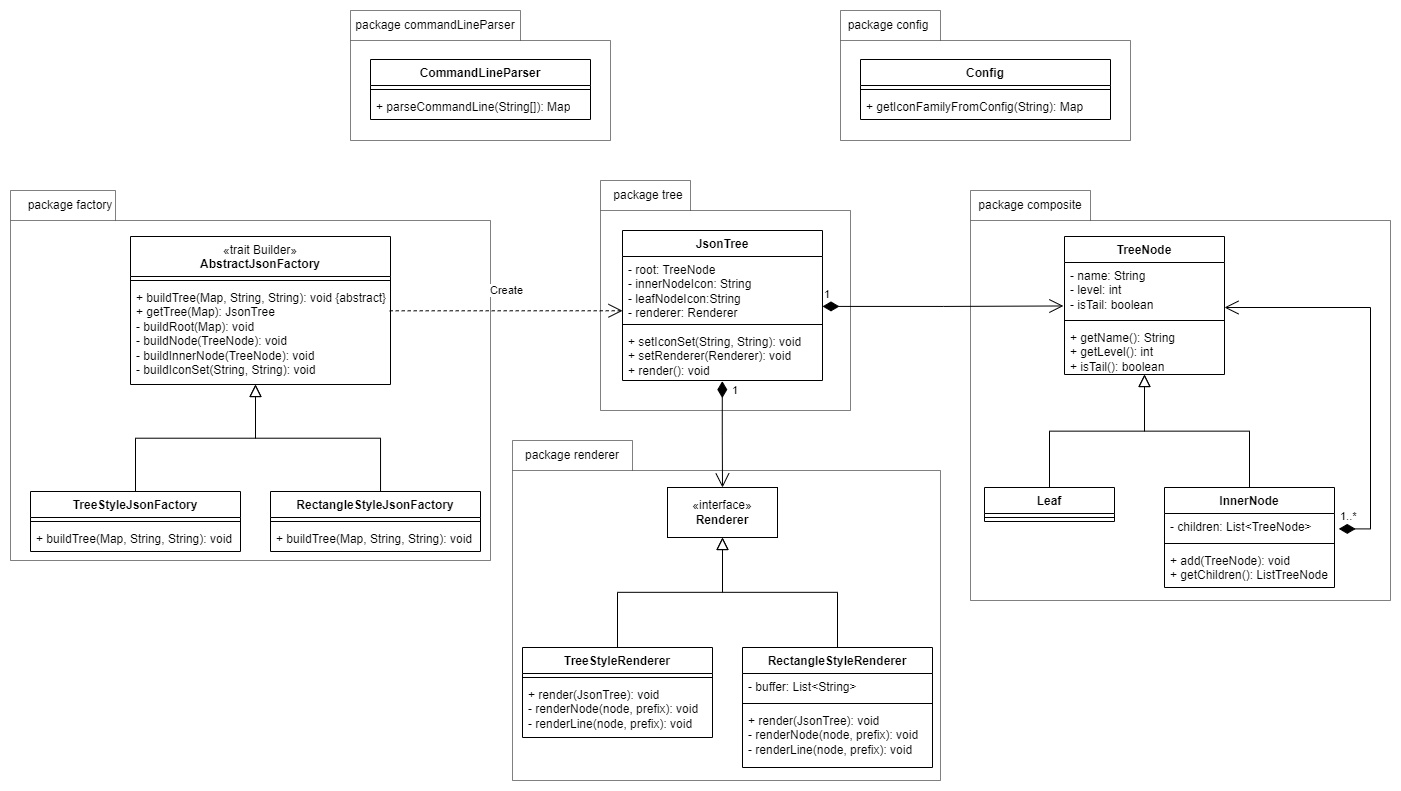 package commandLineParser
CommandLineParser
+ parseCommandLine(String[]): Map
package config
Config
+ getIconFamilyFromConfig(String): Map
package factory
«trait Builder»
AbstractJsonFactory
+ buildTree(Map, String, String): void {abstract}
+ getTree(Map): JsonTree
- buildRoot(Map): void
- buildNode(TreeNode): void
- buildInnerNode(TreeNode): void
- buildIconSet(String, String): void
TreeStyleJsonFactory
+ buildTree(Map, String, String): void
RectangleStyleJsonFactory
+ buildTree(Map, String, String): void
Create
package tree
JsonTree
- root: TreeNode
- innerNodeIcon: String
- leafNodeIcon:String
- renderer: Renderer
+ setIconSet(String, String): void
+ setRenderer(Renderer): void
+ render(): void
1
1
package composite
TreeNode
- name: String
- level: int
- isTail: boolean
+ getName(): String
+ getLevel(): int
+ isTail(): boolean
Leaf
InnerNode
- children: List<TreeNode>
+ add(TreeNode): void
+ getChildren(): ListTreeNode
1..*
package renderer
«interface»
Renderer
TreeStyleRenderer
+ render(JsonTree): void
- renderNode(node, prefix): void
- renderLine(node, prefix): void
RectangleStyleRenderer
- buffer: List<String>
+ render(JsonTree): void
- renderNode(node, prefix): void
- renderLine(node, prefix): void